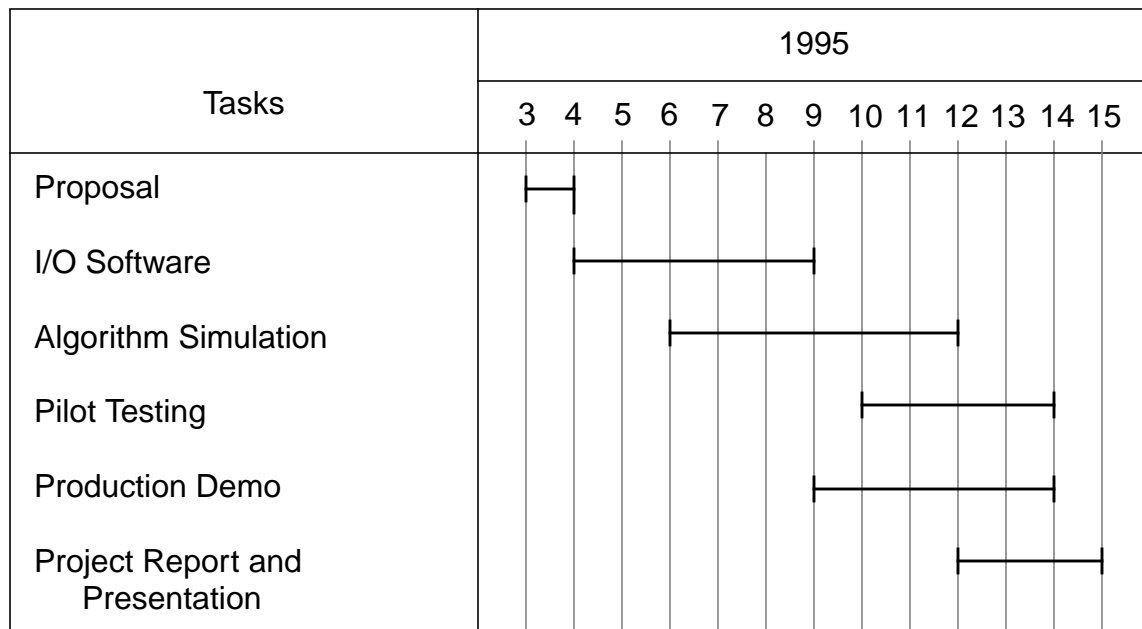 1995
Tasks
3 4 5 6 7 8 9 10 11 12 13 14 15
Proposal
I/O Software
Algorithm Simulation
Pilot Testing
Production Demo
Project Report and
Presentation